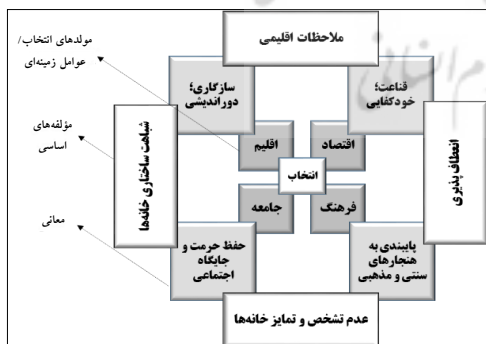 ملاحظات اقلیمی
مولدهای انتخاب/
عوامل زمینه‌ای
سازگاری؛
دوراندیشی
قناعت؛
خودکفایی
اقلیم
اقتصاد
شباهت ساختاری خانه‌ها
مؤلفه‌های
اساسی
انتخاب
انعطاف پذیری
جامعه
فرهنگ
معانی
حفظ حرمت و
جایگاه
اجتماعی
پایبندی به
هنجارهای
سنتی و مذهبی
عدم تشخص و تمایز خانه‌ها